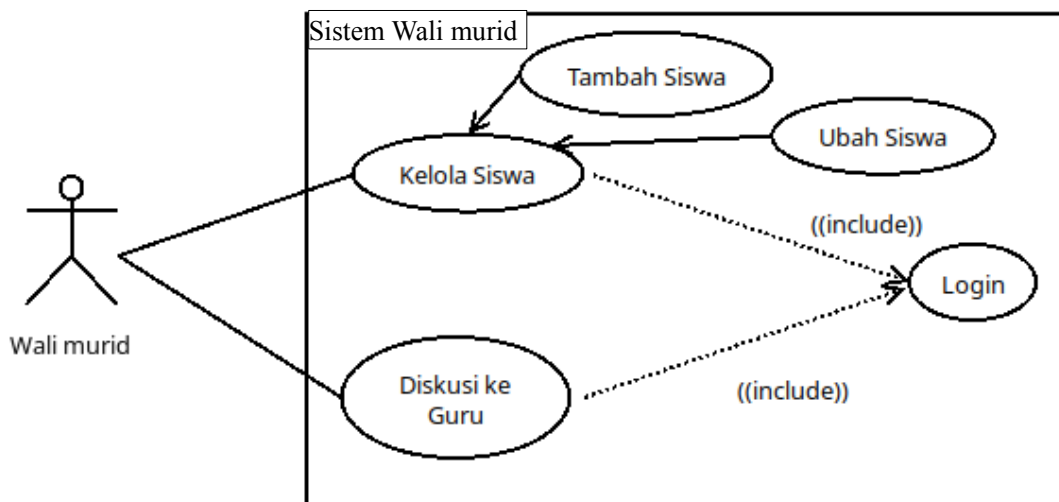 Sistem Wali murid
Tambah Siswa
Ubah Siswa
Kelola Siswa
((include))
Login
Wali murid
Diskusi ke
Guru
((include))